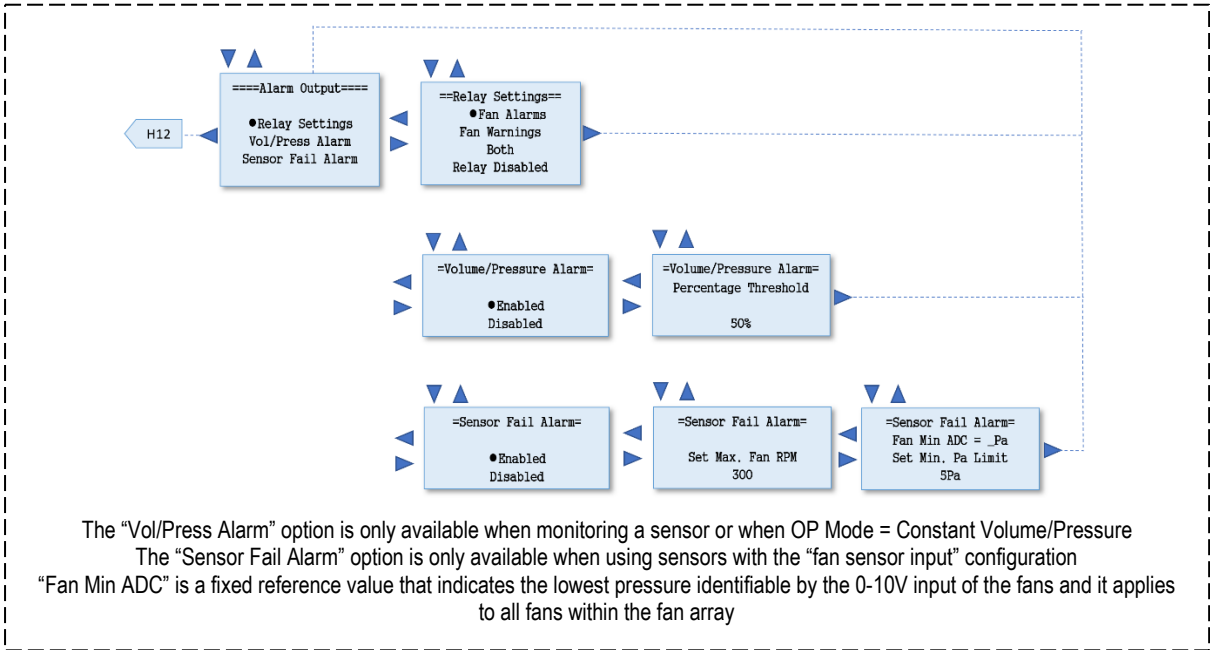 ====Alarm Output====
●Relay Settings
Vol/Press Alarm
Sensor Fail Alarm
H12
==Relay Settings==
●Fan Alarms
Fan Warnings
Both
Relay Disabled
=Volume/Pressure Alarm=
●Enabled
Disabled
=Volume/Pressure Alarm=
Percentage Threshold
50%
=Sensor Fail Alarm=
●Enabled
Disabled
=Sensor Fail Alarm=
Set Max. Fan RPM
300
=Sensor Fail Alarm=
Fan Min ADC = _Pa
Set Min. Pa Limit
5Pa
The “Vol/Press Alarm” option is only available when monitoring a sensor or when OP Mode = Constant Volume/Pressure
The “Sensor Fail Alarm” option is only available when using sensors with the “fan sensor input” configuration
“Fan Min ADC” is a fixed reference value that indicates the lowest pressure identifiable by the 0-10V input of the fans and it applies
to all fans within the fan array